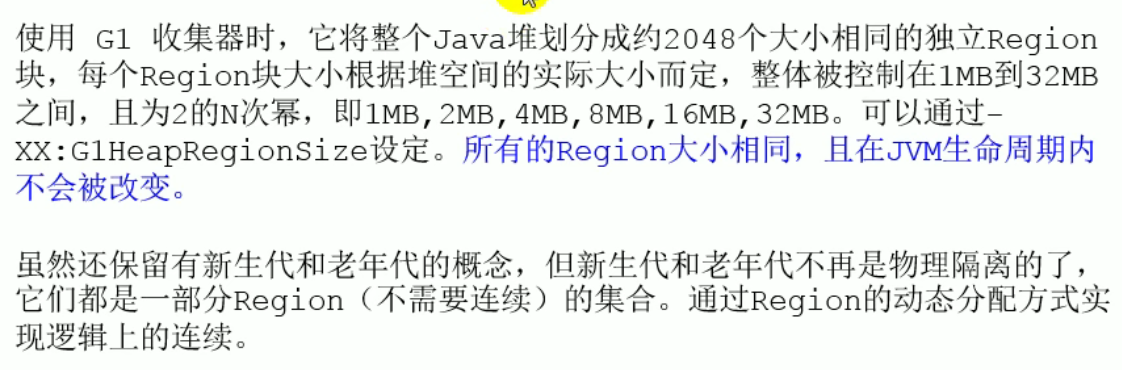 使用 G1 收集器时，它将整个Java堆划分成约2048个大小相同的独立Region
块，每个Region块大小根据堆空间的实际大小而定，整体被控制在1MB到32MB
之间，且为2的N次幂，即1MB,2MB,4MB,8MB,16MB,32MB。可以通过-
XX:G1HeapRegionSize设定。所有的Region大小相同，且在JVM生命周期内
不会被改变。
虽然还保留有新生代和老年代的概念，但新生代和老年代不再是物理隔离的了，
它们都是一部分Region（不需要连续）的集合。通过Region的动态分配方式实
现逻辑上的连续。